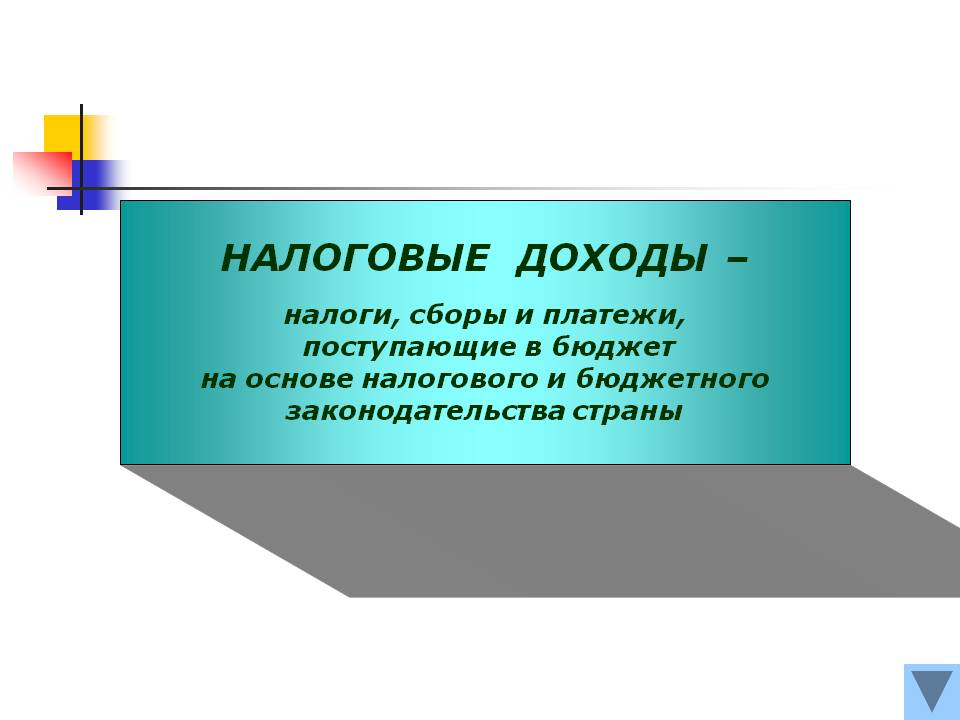 НАЛОГОВЫЕ ДОХОДЫ –
налоги, сборы и платежи,
поступающие в бюджет
на основе налогового и бюджетного
законодательства страны